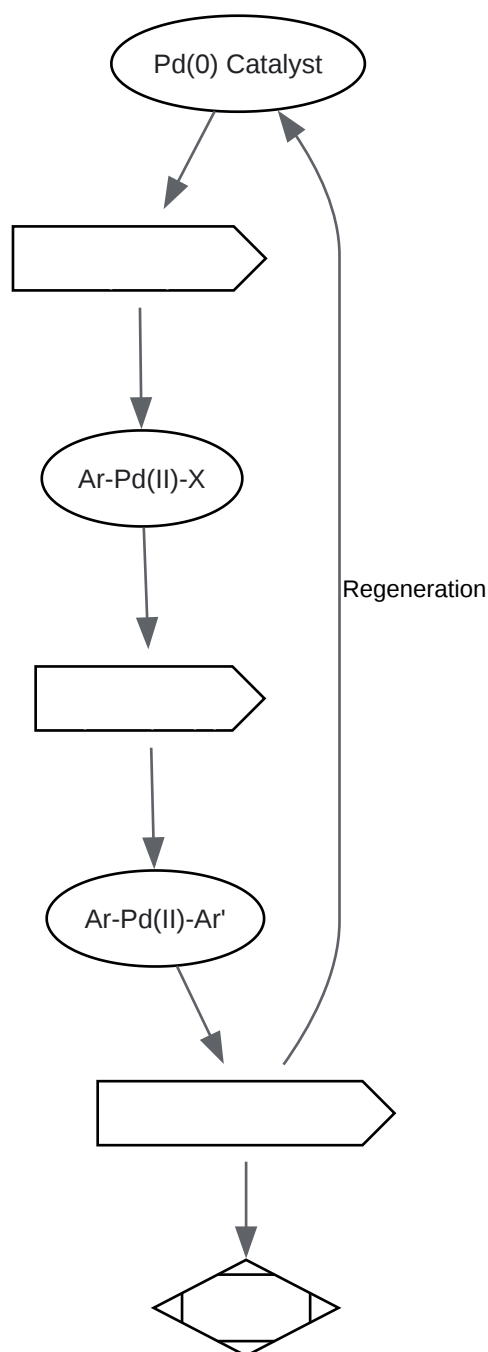 Pd(0) Catalyst
Ar-Pd(II)-X
Regeneration
Ar-Pd(II)-Ar'